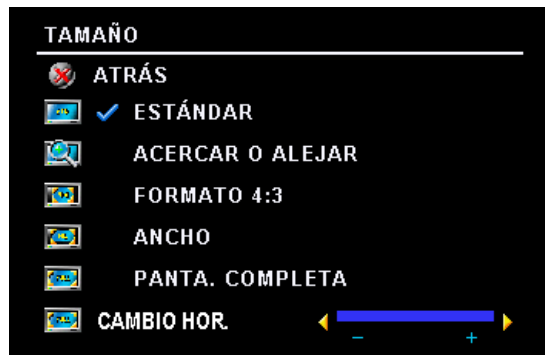 TAMAÑO
ATRÁS
ESTÁNDAR
ACERCAR O ALEJAR
FORMATO 4:3
ANCHO
PANTA. COMPLETA
CAMBIO HOR.
- +